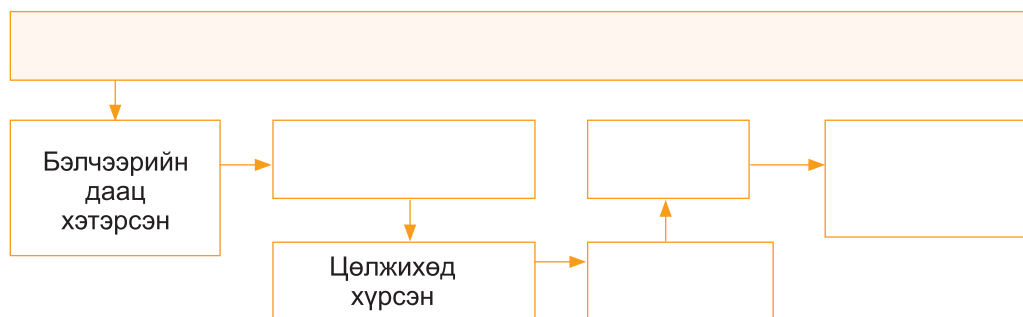 Бэлчээрийн
даац
хэтэрсэн
Цөлжихөд
хүрсэн